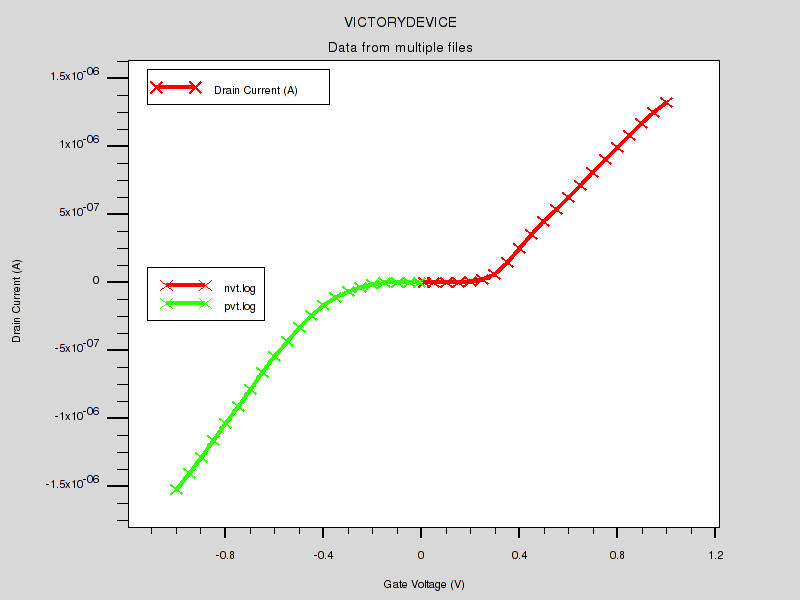 VICTORYDEVICE
Data from multiple files
Drain Current (A)
1.5x10^-06
1x10^-06
5x10^-07
0
-5x10^-07
-1x10^-06
-1.5x10^-06
Drain Current (A)
nvt.log
pvt.log
-0.8 -0.4 0 0.4 0.8 1.2
Gate Voltage (V)